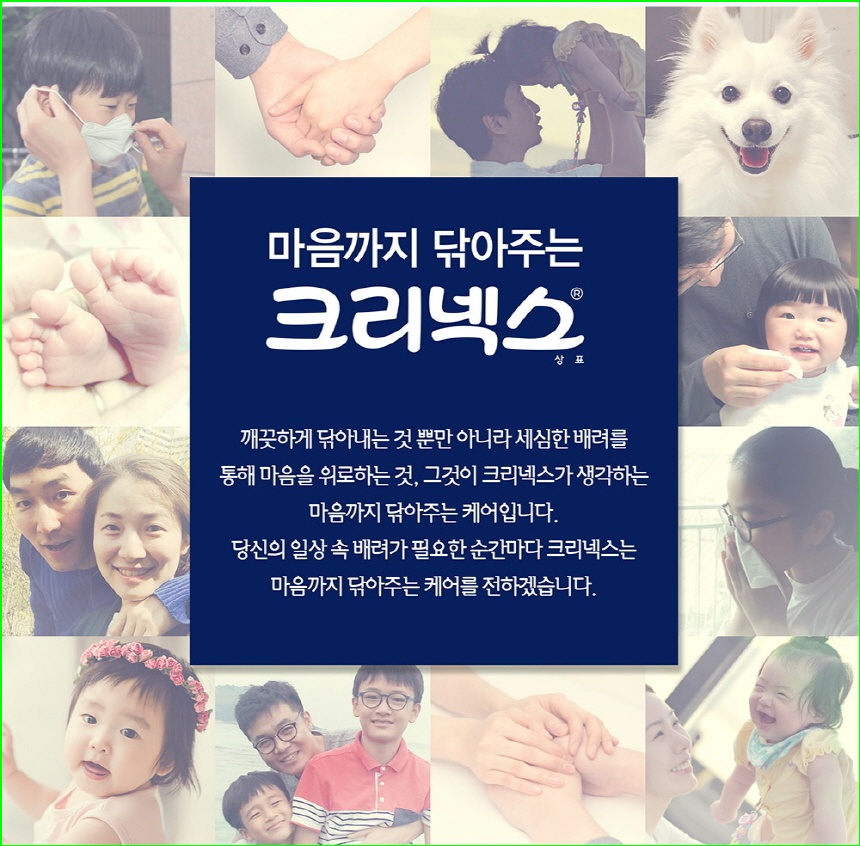 마음까지 닦아주는
크리넥스®
상 표
깨끗하게 닦아내는 것 뿐만 아니라 세심한 배려를
통해 마음을 위로하는 것, 그것이 크리넥스가 생각하는
마음까지 닦아주는 케어입니다.
당신의 일상 속 배려가 필요한 순간마다 크리넥스는
마음까지 닦아주는 케어를 전하겠습니다.